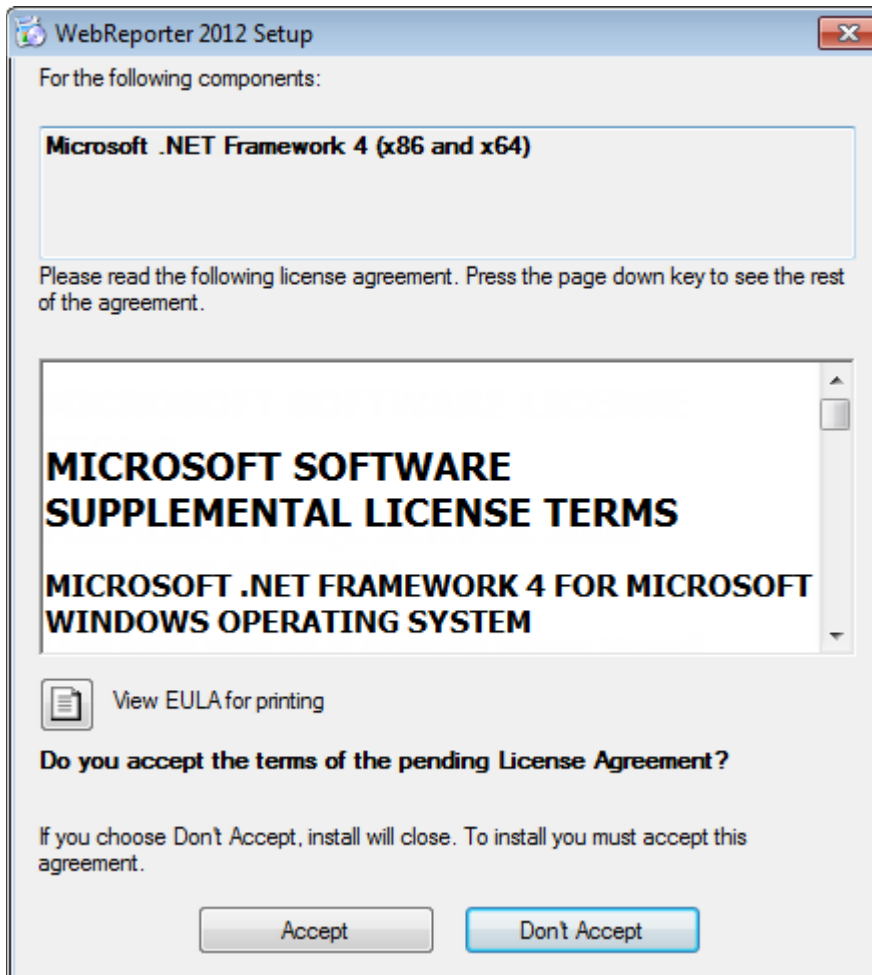 WebReporter 2012 Setup
For the following components:
Microsoft .NET Framework 4 (x86 and x64)
Please read the following license agreement. Press the page down key to see the rest
of the agreement.
MICROSOFT SOFTWARE
SUPPLEMENTAL LICENSE TERMS
MICROSOFT .NET FRAMEWORK 4 FOR MICROSOFT
WINDOWS OPERATING SYSTEM
View EULA for printing
Do you accept the terms of the pending License Agreement?
If you choose Don't Accept, install will close. To install you must accept this
agreement.
Accept
Don't Accept